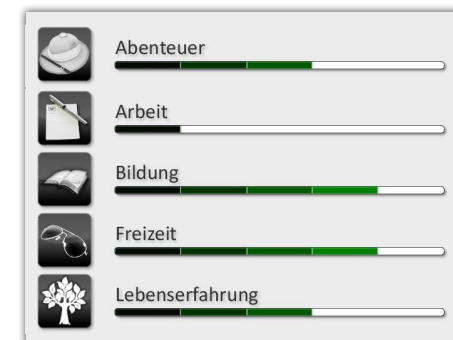 Abenteuer
Arbeit
Bildung
Freizeit
Lebenserfahrung